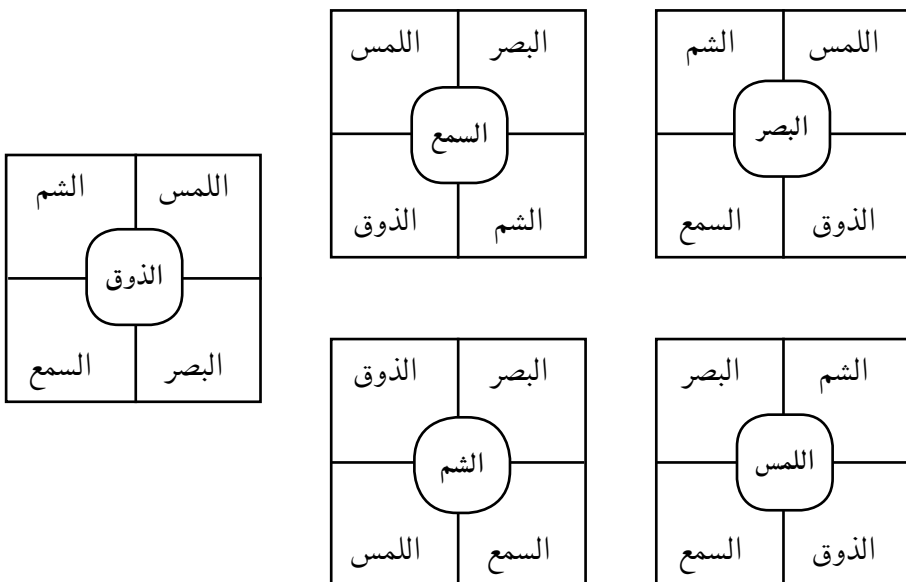 اللمس الشم
البصر
الذوق السمع
البصر اللمس
السمع
الشم الذوق
اللمس الشم
الذوق
البصر السمع
الشم البصر
اللمس
الذوق السمع
البصر الذوق
الشم
السمع اللمس